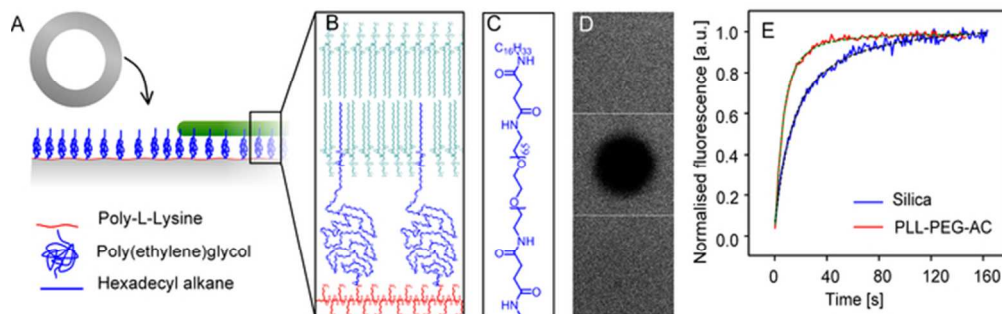 A
Poly-L-Lysine
Poly(ethylene)glycol
Hexadecyl alkane
B
C
C16H33
NH
O
O
HN
O
65
O
NH
O
O
HN
D
E
Normalised fluorescence [a.u.]
1.0
0.8
0.6
0.4
0.2
0.0
Silica
PLL-PEG-AC
0
40
80
120
160
Time [s]